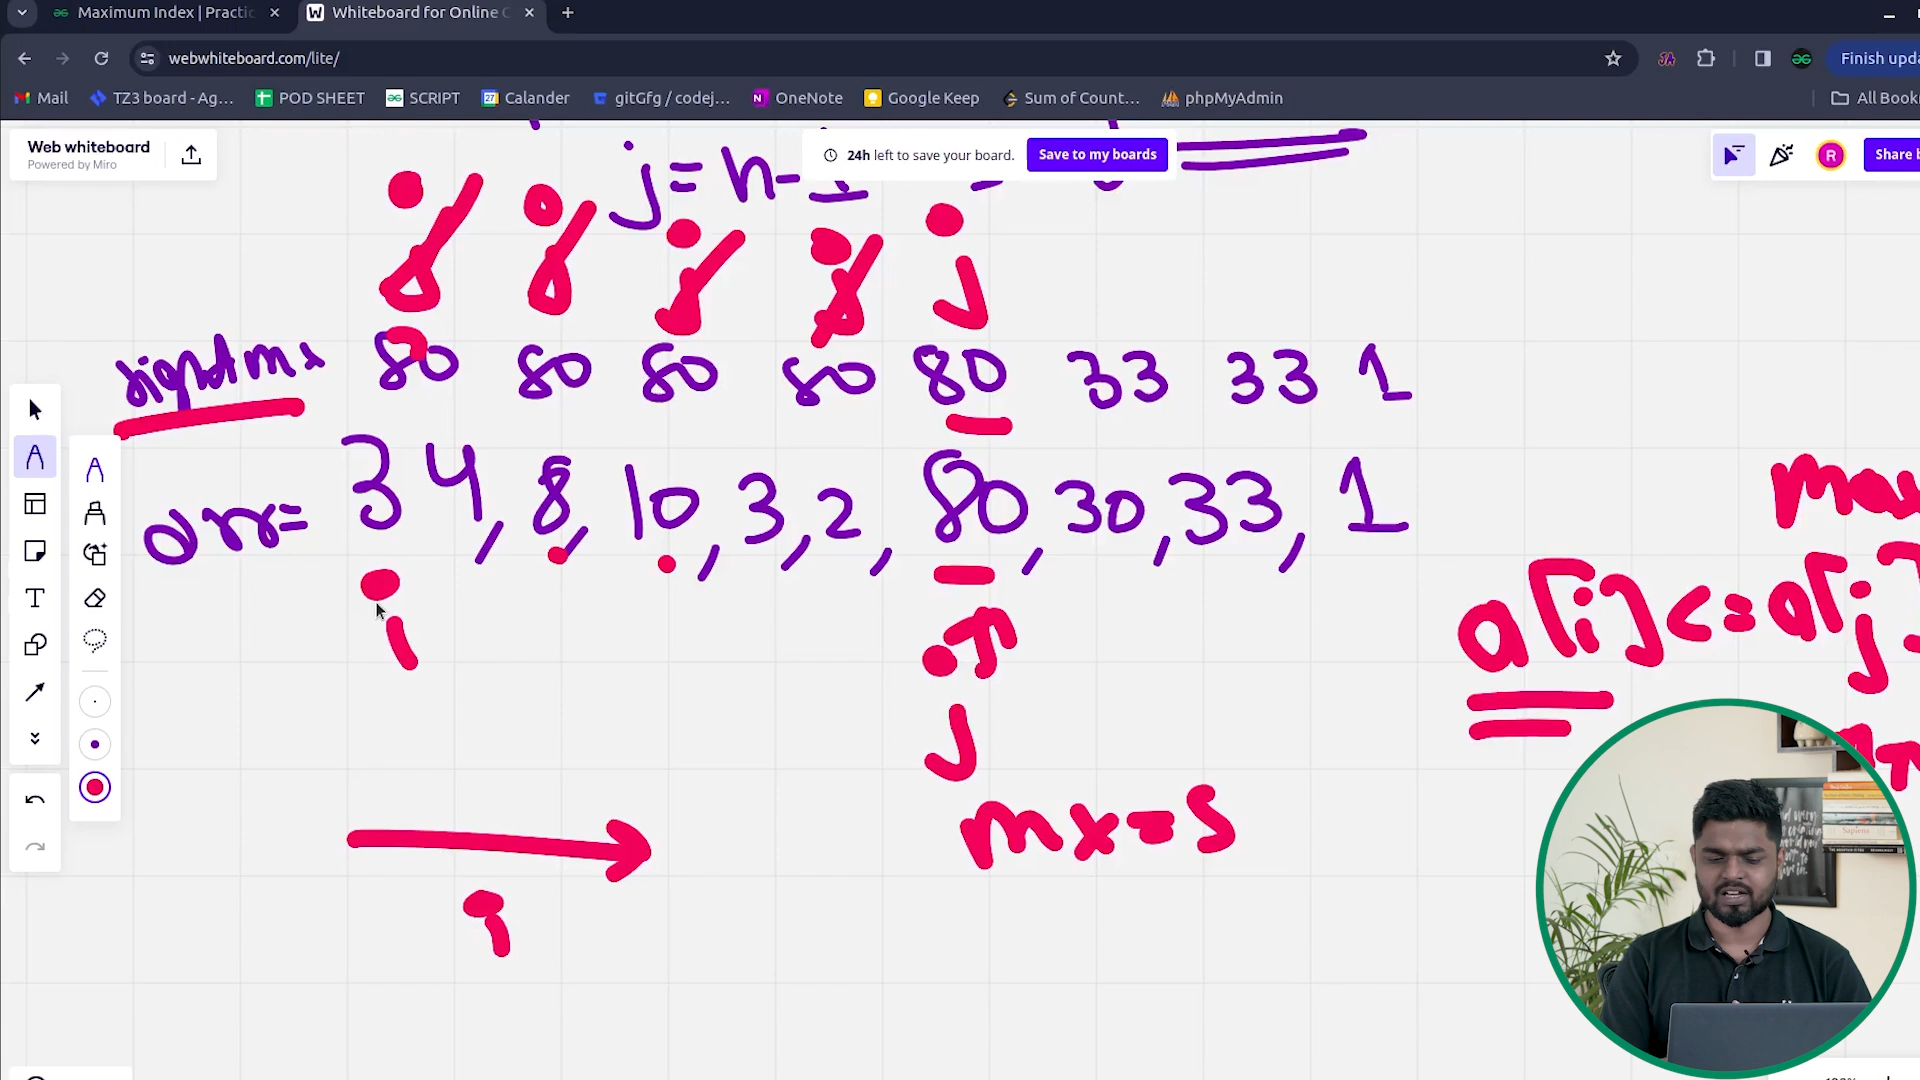 Maximum Index | Practic
Whiteboard for Online C
webwhiteboard.com/lite/
Finish upda
Mail
TZ3 board - Ag...
POD SHEET
SCRIPT
Calander
gitGfg / codej...
OneNote
Google Keep
Sum of Count...
phpMyAdmin
All Book
Web whiteboard
Powered by Miro
24h left to save your board.
Save to my boards
R
Share b
j = n - 1
j
rightmx 80 80 80 80 80 33 33 1
arr= 34, 8, 10, 3, 2, 80, 30, 33, 1
max
a[i] <= a[j]
i
j
mx=5
i